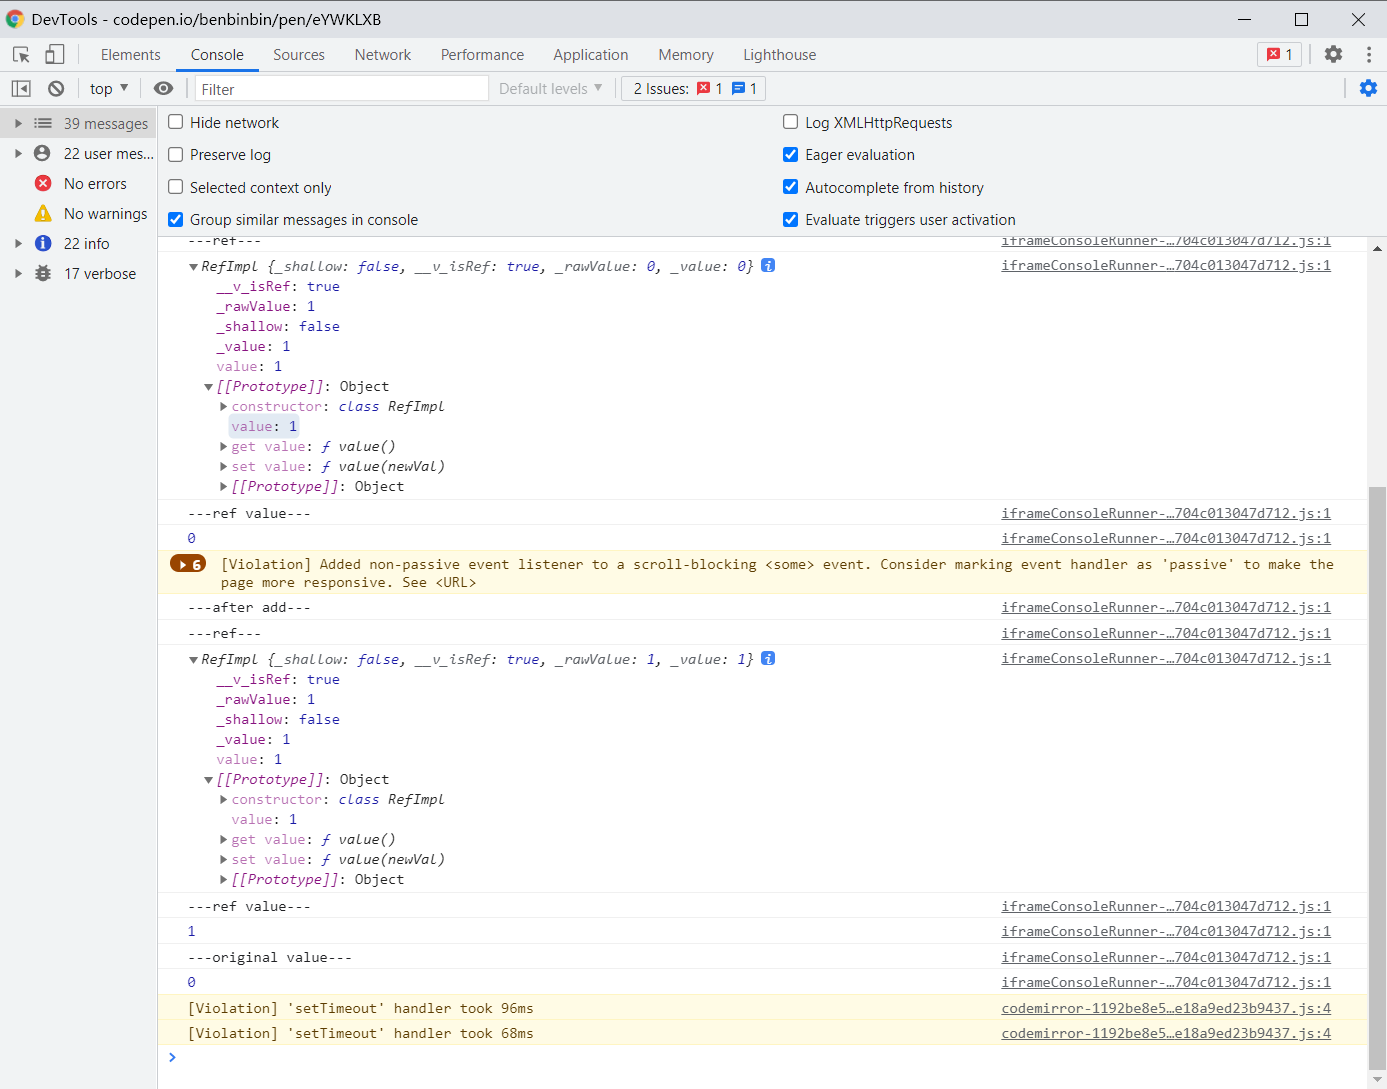 DevTools - codepen.io/benbinbin/pen/eYWKLXB
Elements Console Sources Network Performance Application Memory Lighthouse 1
top Filter Default levels 2 Issues: 1 1
39 messages
22 user mes...
No errors
No warnings
22 info
17 verbose
Hide network
Log XMLHttpRequests
Preserve log
Eager evaluation
Selected context only
Autocomplete from history
Group similar messages in console
Evaluate triggers user activation
---ref--- iframeConsoleRunner-…704c013047d712.js:1
RefImpl {_shallow: false, __v_isRef: true, _rawValue: 0, _value: 0} iframeConsoleRunner-…704c013047d712.js:1
__v_isRef: true
_rawValue: 1
_shallow: false
_value: 1
value: 1
[[Prototype]]: Object
constructor: class RefImpl
value: 1
get value: ƒ value()
set value: ƒ value(newVal)
[[Prototype]]: Object
---ref value--- iframeConsoleRunner-…704c013047d712.js:1
0 iframeConsoleRunner-…704c013047d712.js:1
6 [Violation] Added non-passive event listener to a scroll-blocking <some> event. Consider marking event handler as 'passive' to make the
page more responsive. See <URL>
---after add--- iframeConsoleRunner-…704c013047d712.js:1
---ref--- iframeConsoleRunner-…704c013047d712.js:1
RefImpl {_shallow: false, __v_isRef: true, _rawValue: 1, _value: 1} iframeConsoleRunner-…704c013047d712.js:1
__v_isRef: true
_rawValue: 1
_shallow: false
_value: 1
value: 1
[[Prototype]]: Object
constructor: class RefImpl
value: 1
get value: ƒ value()
set value: ƒ value(newVal)
[[Prototype]]: Object
---ref value--- iframeConsoleRunner-…704c013047d712.js:1
1 iframeConsoleRunner-…704c013047d712.js:1
---original value--- iframeConsoleRunner-…704c013047d712.js:1
0 iframeConsoleRunner-…704c013047d712.js:1
[Violation] 'setTimeout' handler took 96ms codemirror-1192be8e5…e18a9ed23b9437.js:4
[Violation] 'setTimeout' handler took 68ms codemirror-1192be8e5…e18a9ed23b9437.js:4